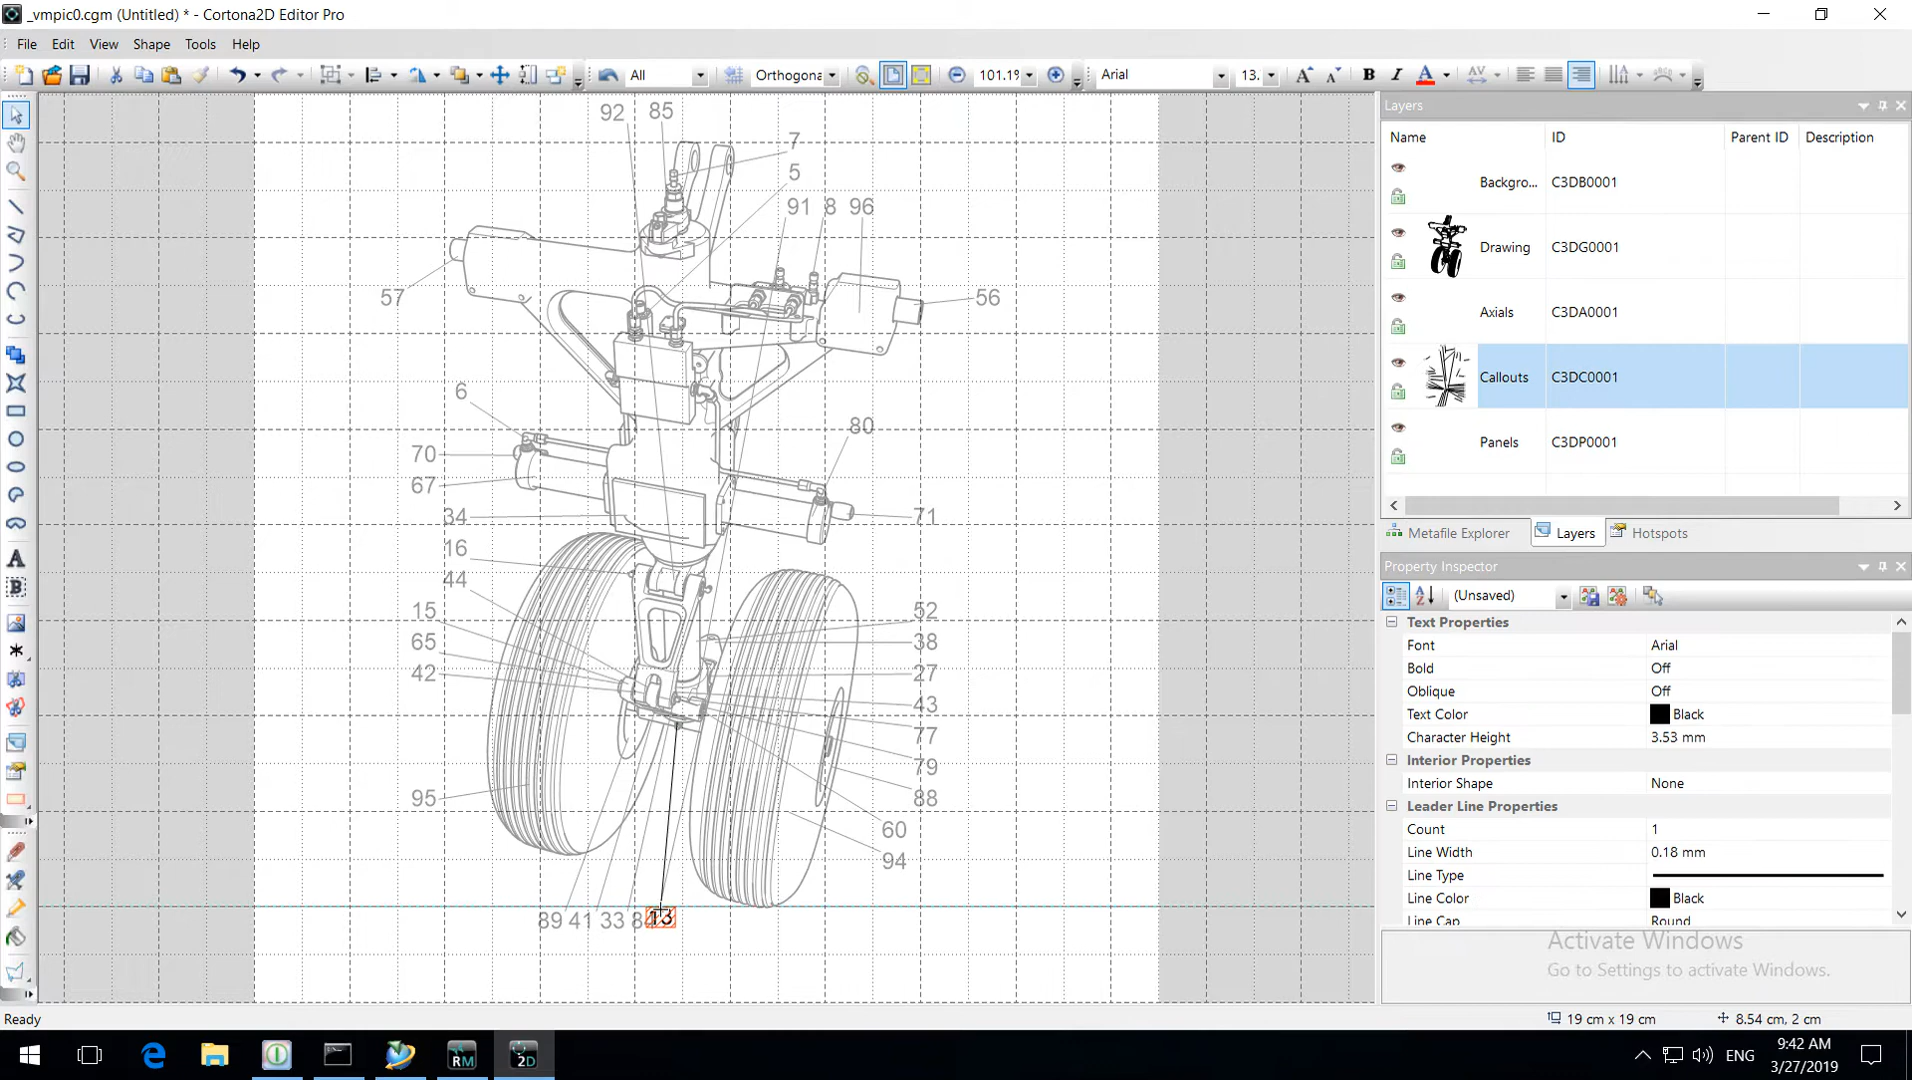 _vmpic0.cgm (Untitled) * - Cortona2D Editor Pro
File Edit View Shape Tools Help
All Orthogona 101.1% Arial 13. B I A AV
Layers
Name ID Parent ID Description
Backgro... C3DB0001
Drawing C3DG0001
Axials C3DA0001
Callouts C3DC0001
Panels C3DP0001
Metafile Explorer Layers Hotspots
Property Inspector
(Unsaved)
Text Properties
Font Arial
Bold Off
Oblique Off
Text Color Black
Character Height 3.53 mm
Interior Properties
Interior Shape None
Leader Line Properties
Count 1
Line Width 0.18 mm
Line Type
Line Color Black
Line Cap Round
Activate Windows
Go to Settings to activate Windows.
92 85
7
5
91 8 96
57 56
6
80
70
67
34 71
16
44
15 52
65 38
42 27
43
77
79
95 88
60
94
89 41 33 13
Ready 19 cm x 19 cm 8.54 cm, 2 cm
RM 2D ENG 9:42 AM
3/27/2019